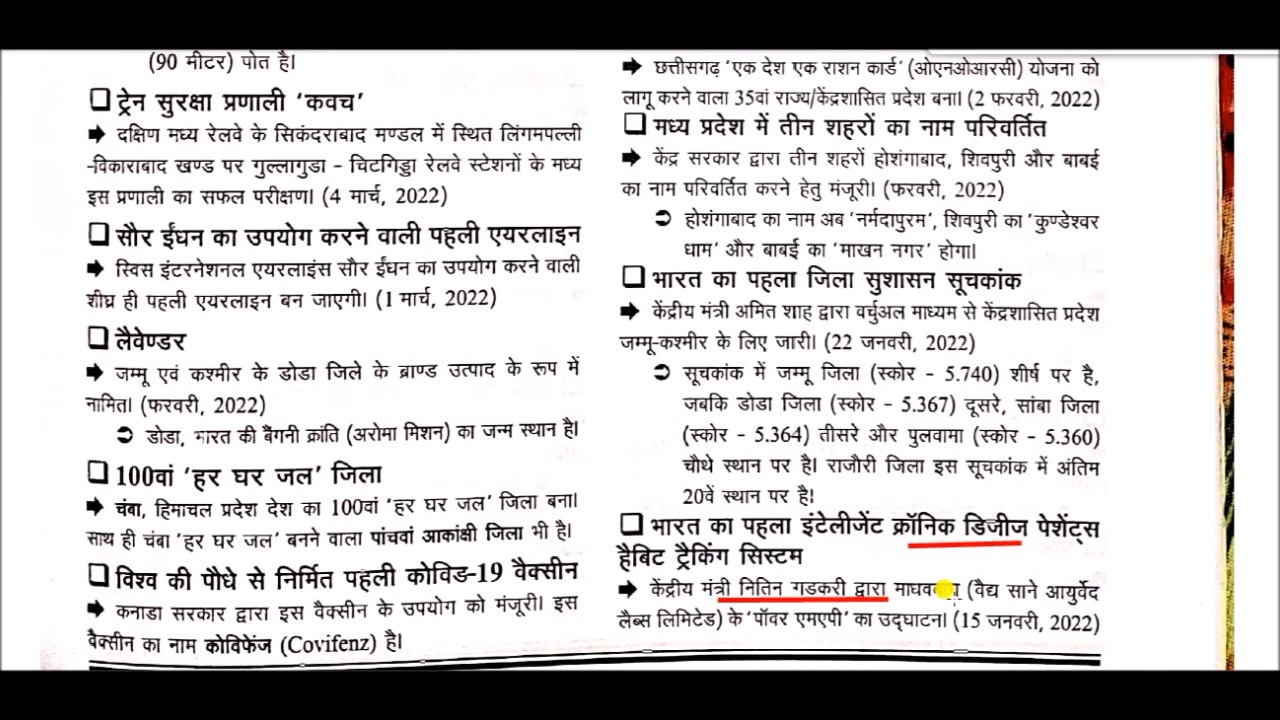 (90 मीटर) पोत है।
❑ ट्रेन सुरक्षा प्रणाली ‘कवच’
➡ दक्षिण मध्य रेलवे के सिकंदराबाद मण्डल में स्थित लिंगमपल्ली
-विकाराबाद खण्ड पर गुल्लागुडा – चिटगिड्डा रेलवे स्टेशनों के मध्य
इस प्रणाली का सफल परीक्षण। (4 मार्च, 2022)
❑ सौर ईंधन का उपयोग करने वाली पहली एयरलाइन
➡ स्विस इंटरनेशनल एयरलाइंस सौर ईंधन का उपयोग करने वाली
शीघ्र ही पहली एयरलाइन बन जाएगी। (1 मार्च, 2022)
❑ लैवेण्डर
➡ जम्मू एवं कश्मीर के डोडा जिले के ब्राण्ड उत्पाद के रूप में
नामित। (फरवरी, 2022)
➲ डोडा, भारत की बैंगनी क्रांति (अरोमा मिशन) का जन्म स्थान है।
❑ 100वां ‘हर घर जल’ जिला
➡ चंबा, हिमाचल प्रदेश देश का 100वां ‘हर घर जल’ जिला बना।
साथ ही चंबा ‘हर घर जल’ बनने वाला पांचवां आकांक्षी जिला भी है।
❑ विश्व की पौधे से निर्मित पहली कोविड-19 वैक्सीन
➡ कनाडा सरकार द्वारा इस वैक्सीन के उपयोग को मंजूरी। इस
वैक्सीन का नाम कोविफेंज (Covifenz) है।
➡ छत्तीसगढ़ ‘एक देश एक राशन कार्ड’ (ओएनओआरसी) योजना को
लागू करने वाला 35वां राज्य/केंद्रशासित प्रदेश बना। (2 फरवरी, 2022)
❑ मध्य प्रदेश में तीन शहरों का नाम परिवर्तित
➡ केंद्र सरकार द्वारा तीन शहरों होशंगाबाद, शिवपुरी और बाबई
का नाम परिवर्तित करने हेतु मंजूरी। (फरवरी, 2022)
➲ होशंगाबाद का नाम अब ‘नर्मदापुरम’, शिवपुरी का ‘कुण्डेश्वर
धाम’ और बाबई का ‘माखन नगर’ होगा।
❑ भारत का पहला जिला सुशासन सूचकांक
➡ केंद्रीय मंत्री अमित शाह द्वारा वर्चुअल माध्यम से केंद्रशासित प्रदेश
जम्मू-कश्मीर के लिए जारी। (22 जनवरी, 2022)
➲ सूचकांक में जम्मू जिला (स्कोर – 5.740) शीर्ष पर है,
जबकि डोडा जिला (स्कोर – 5.367) दूसरे, सांबा जिला
(स्कोर – 5.364) तीसरे और पुलवामा (स्कोर – 5.360)
चौथे स्थान पर है। राजौरी जिला इस सूचकांक में अंतिम
20वें स्थान पर है।
❑ भारत का पहला इंटेलीजेंट क्रॉनिक डिजीज पेशेंट्स
हैबिट ट्रैकिंग सिस्टम
➡ केंद्रीय मंत्री नितिन गडकरी द्वारा (वैद्य साने आयुर्वेद
लैब्स लिमिटेड) के ‘पॉवर एमएपी’ का उद्घाटन। (15 जनवरी, 2022)